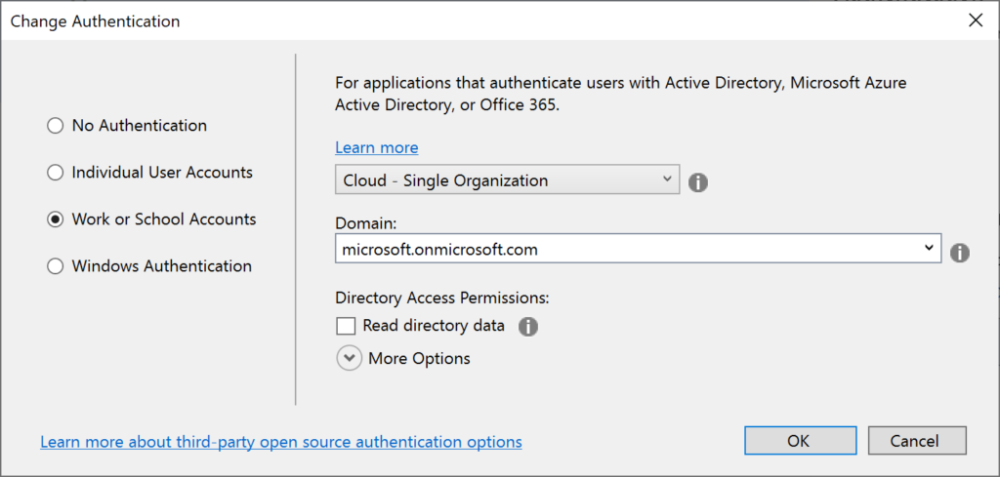 Change Authentication
No Authentication
Individual User Accounts
Work or School Accounts
Windows Authentication
For applications that authenticate users with Active Directory, Microsoft Azure
Active Directory, or Office 365.
Learn more
Cloud - Single Organization
Domain:
microsoft.onmicrosoft.com
Directory Access Permissions:
Read directory data
More Options
Learn more about third-party open source authentication options
OK
Cancel